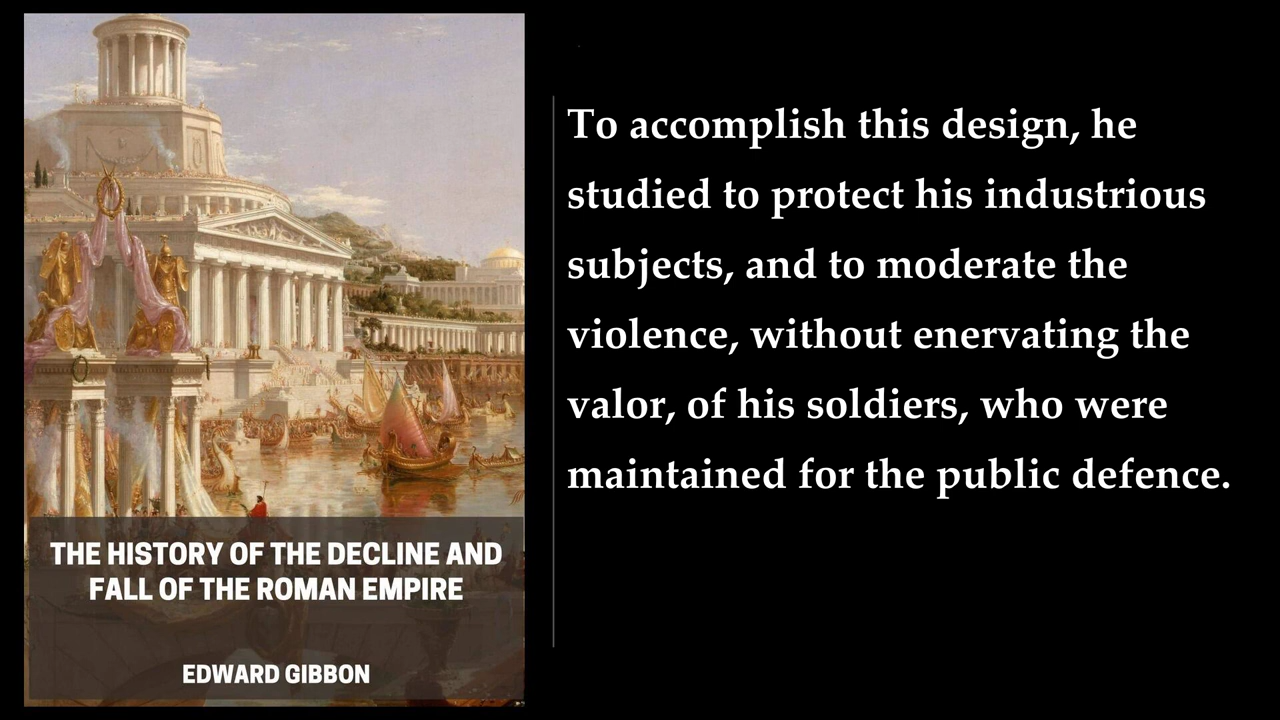 THE HISTORY OF THE DECLINE AND
FALL OF THE ROMAN EMPIRE
EDWARD GIBBON
To accomplish this design, he
studied to protect his industrious
subjects, and to moderate the
violence, without enervating the
valor, of his soldiers, who were
maintained for the public defence.